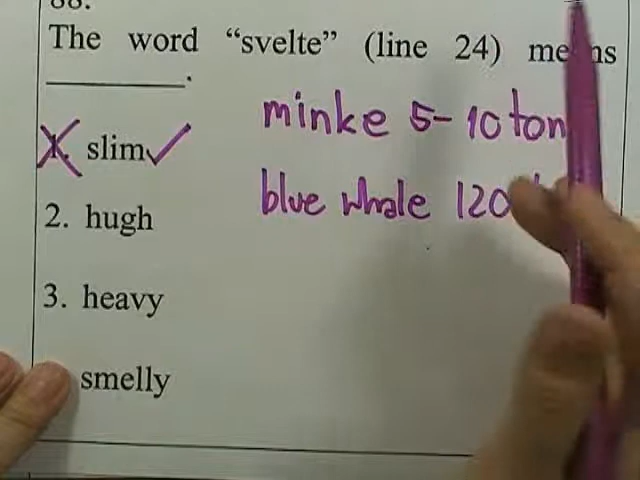 The word “svelte” (line 24) means
________________.
1. slim✓
minke 5-10 ton
2. hugh
blue whale 120
3. heavy
smelly